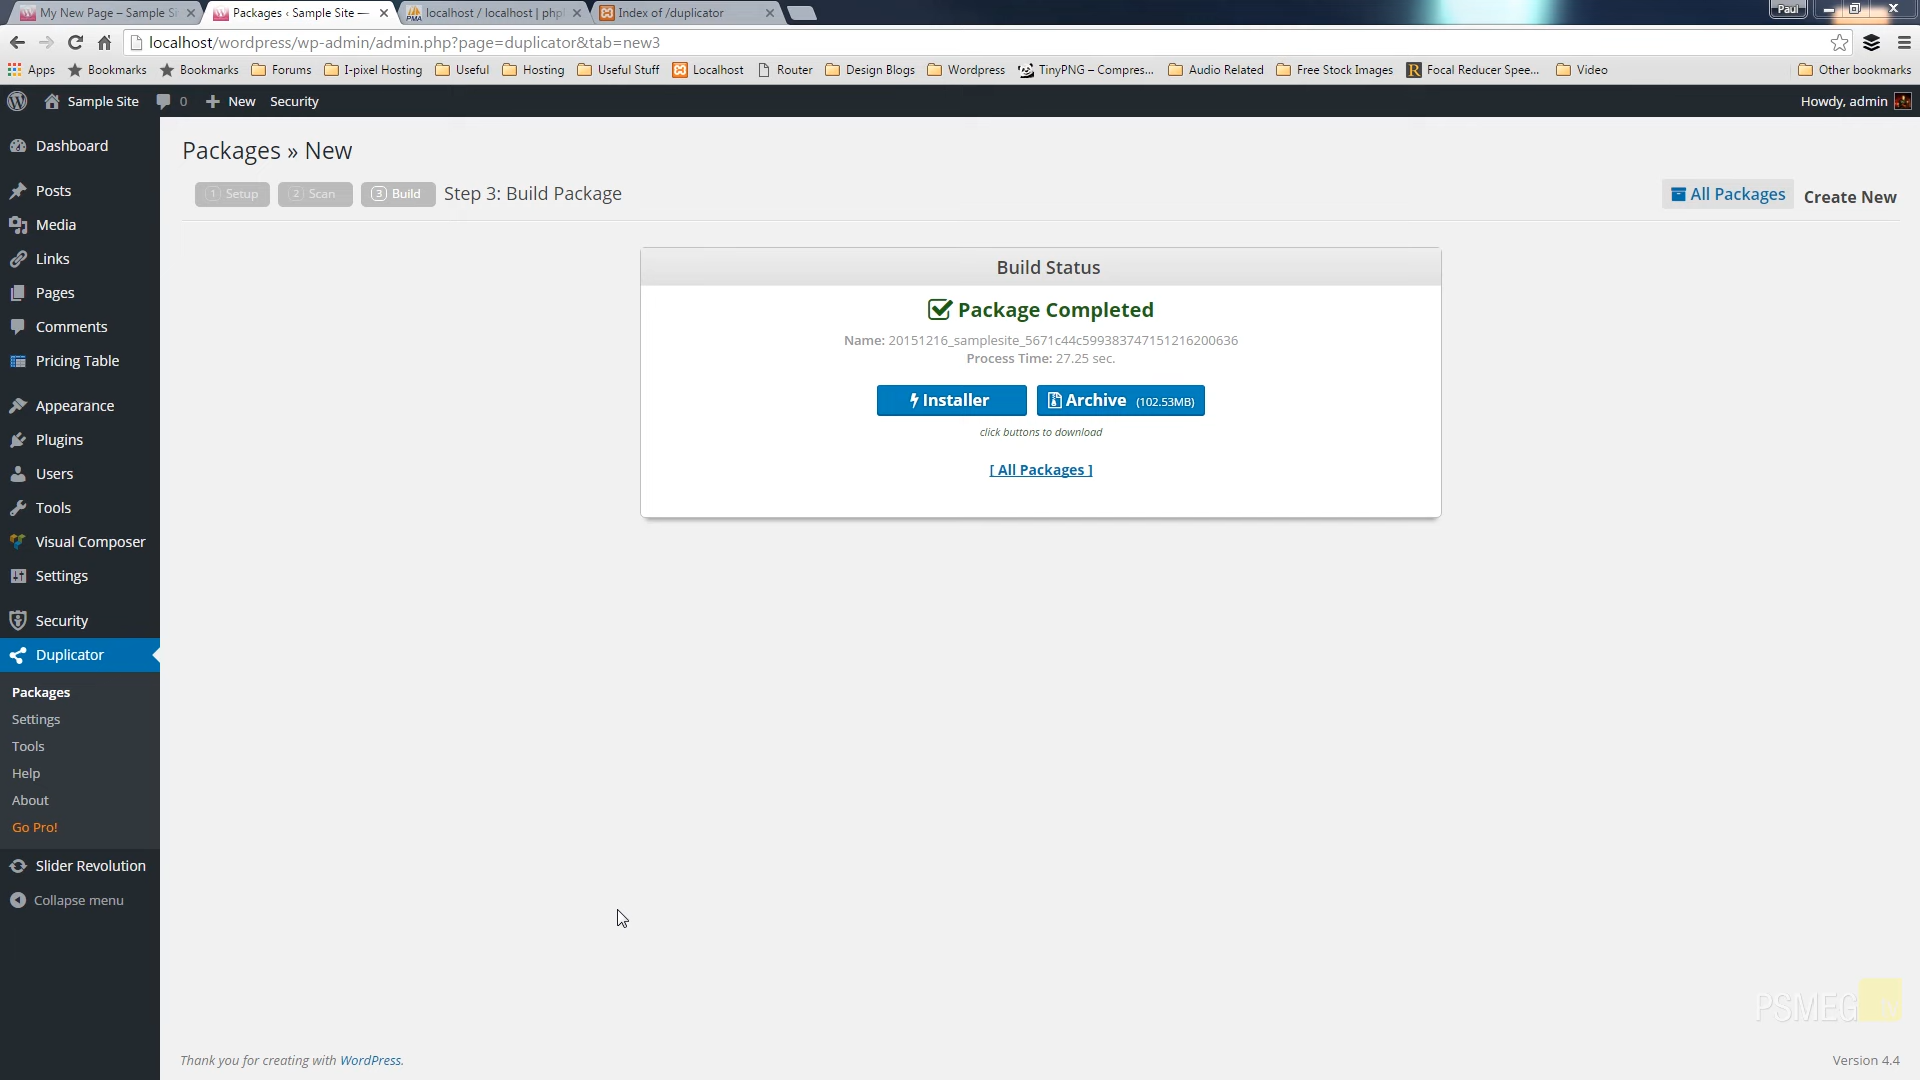 My New Page – Sample Si
Packages ‹ Sample Site —
localhost / localhost | php
Index of /duplicator
Paul
localhost/wordpress/wp-admin/admin.php?page=duplicator&tab=new3
Apps
Bookmarks
Bookmarks
Forums
I-pixel Hosting
Useful
Hosting
Useful Stuff
Localhost
Router
Design Blogs
Wordpress
TinyPNG – Compres...
Audio Related
Free Stock Images
Focal Reducer Spee...
Video
Other bookmarks
Sample Site
0
New
Security
Howdy, admin
Dashboard
Posts
Media
Links
Pages
Comments
Pricing Table
Appearance
Plugins
Users
Tools
Visual Composer
Settings
Security
Duplicator
Packages
Settings
Tools
Help
About
Go Pro!
Slider Revolution
Collapse menu
Packages » New
1 Setup
2 Scan
3 Build
Step 3: Build Package
All Packages
Create New
Build Status
Package Completed
Name: 20151216_samplesite_5671c44c599383747151216200636
Process Time: 27.25 sec.
Installer
Archive (102.53MB)
click buttons to download
[ All Packages ]
PSMEG
Thank you for creating with WordPress.
Version 4.4